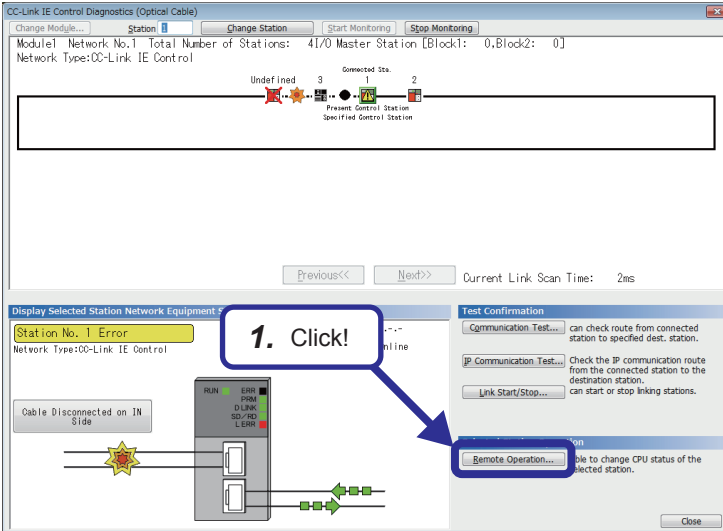 CC-Link IE Control Diagnostics (Optical Cable)
Change Module... Station 1 Change Station Start Monitoring Stop Monitoring
Module1 Network No.1 Total Number of Stations: 4 I/O Master Station [Block1: 0,Block2: 0]
Network Type:CC-Link IE Control
Connected Sta.
Undefined 3 1 2
Present Control Station
Specified Control Station
Previous<< Next>> Current Link Scan Time: 2ms
Display Selected Station Network Equipment S
Test Confirmation
Station No. 1 Error
Network Type:CC-Link IE Control
1. Click!
Communication Test... can check route from connected
station to specified dest. station.
IP Communication Test... Check the IP communication route
from the connected station to the
destination station.
Link Start/Stop... can start or stop linking stations.
RUN ERR
PRM
D LINK
SD/RD
L ERR
Cable Disconnected on IN
Side
Remote Operation... ble to change CPU status of the
elected station.
Close